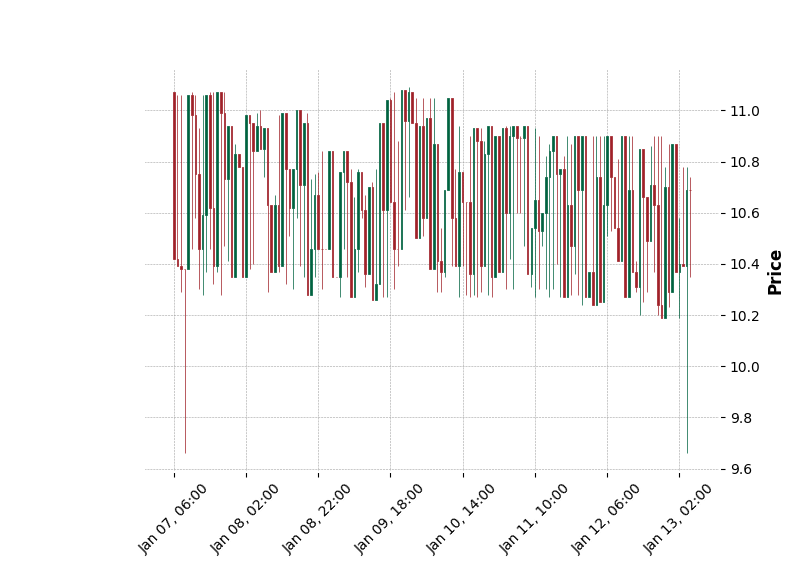 11.0
10.8
10.6
10.4
10.2
10.0
9.8
9.6
Price
Jan 07, 06:00
Jan 08, 02:00
Jan 08, 22:00
Jan 09, 18:00
Jan 10, 14:00
Jan 11, 10:00
Jan 12, 06:00
Jan 13, 02:00